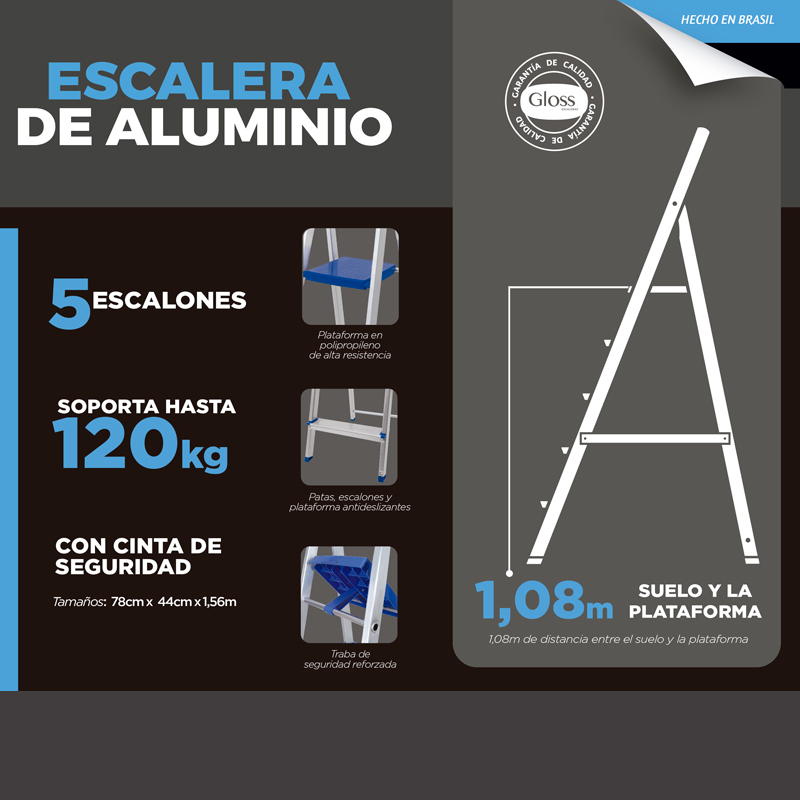 HECHO EN BRASIL
ESCALERA
DE ALUMINIO
GARANTÍA DE CALIDAD
Gloss
GARANTÍA DE CALIDAD
5 ESCALONES
Plataforma en
polipropileno
de alta resistencia
SOPORTA HASTA
120kg
Patas, escalones y
plataforma antideslizantes
CON CINTA DE
SEGURIDAD
Tamaños: 78cm x 44cm x 1,56m
Traba de
seguridad reforzada
1,08m
SUELO Y LA
PLATAFORMA
1,08m de distancia entre el suelo y la plataforma